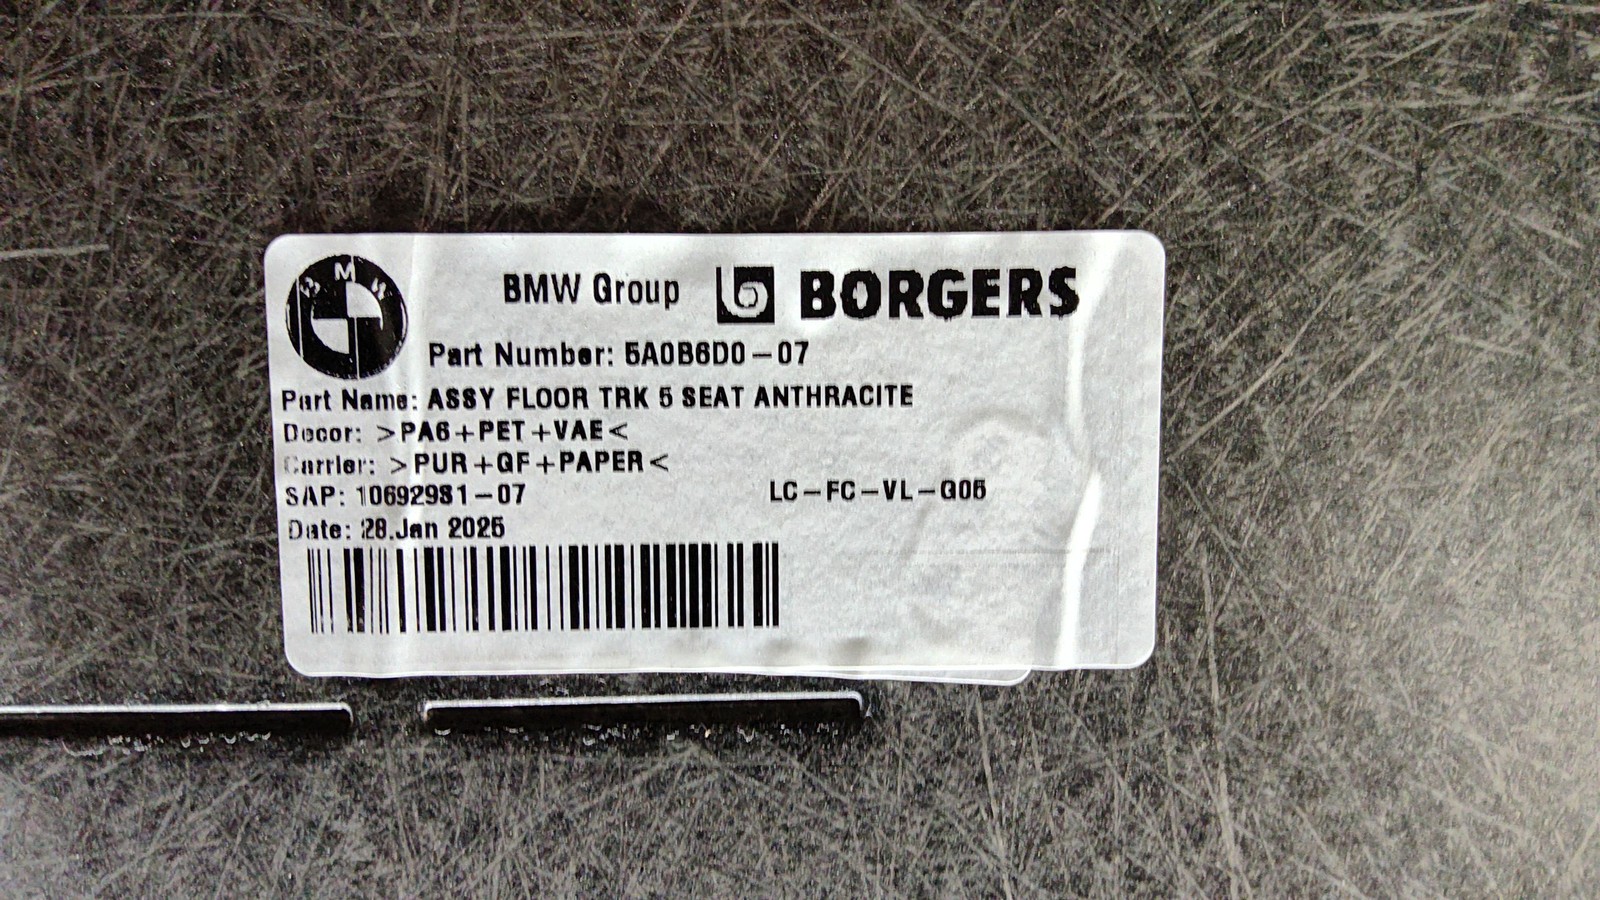 BMW
BMW Group BORGERS
Part Number: 5A0B6D0-07
Part Name: ASSY FLOOR TRK 5 SEAT ANTHRACITE
Decor: >PA6+PET+VAE<
Carrier: >PUR+GF+PAPER<
SAP: 10692981-07 LC-FC-VL-G05
Date: 28.Jan 2025